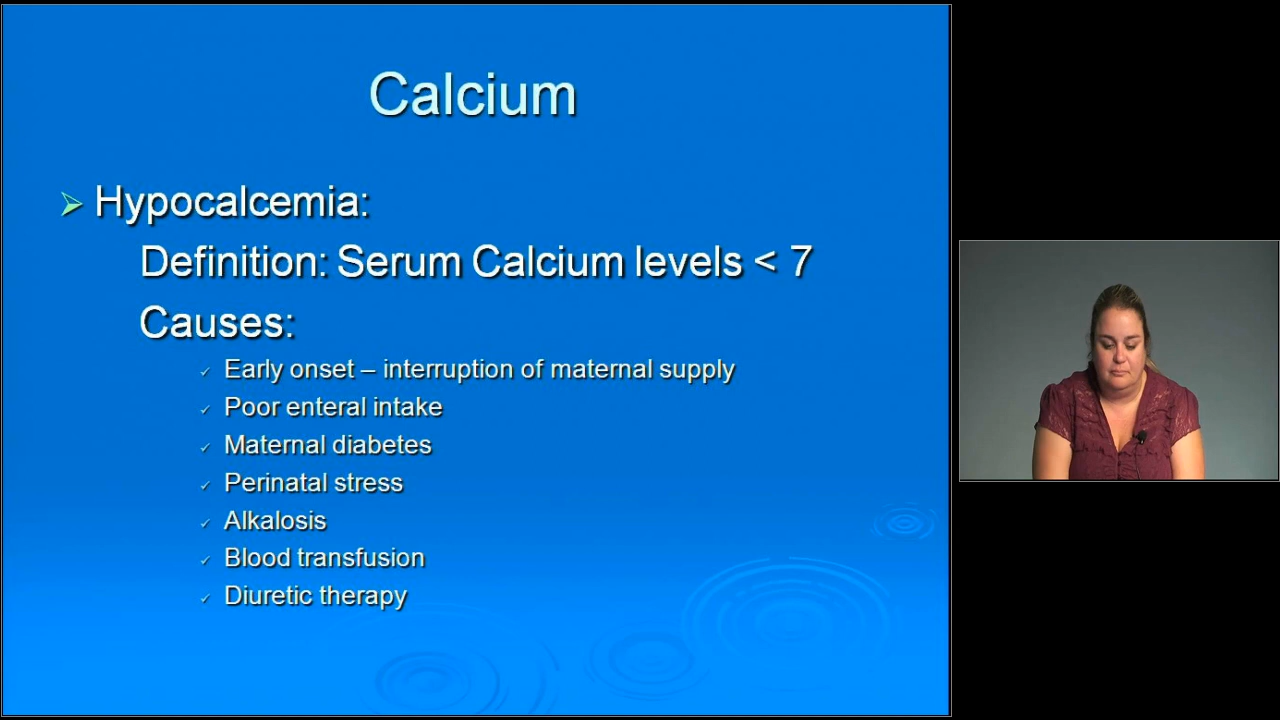 Calcium
Hypocalcemia:
Definition: Serum Calcium levels < 7
Causes:
Early onset – interruption of maternal supply
Poor enteral intake
Maternal diabetes
Perinatal stress
Alkalosis
Blood transfusion
Diuretic therapy